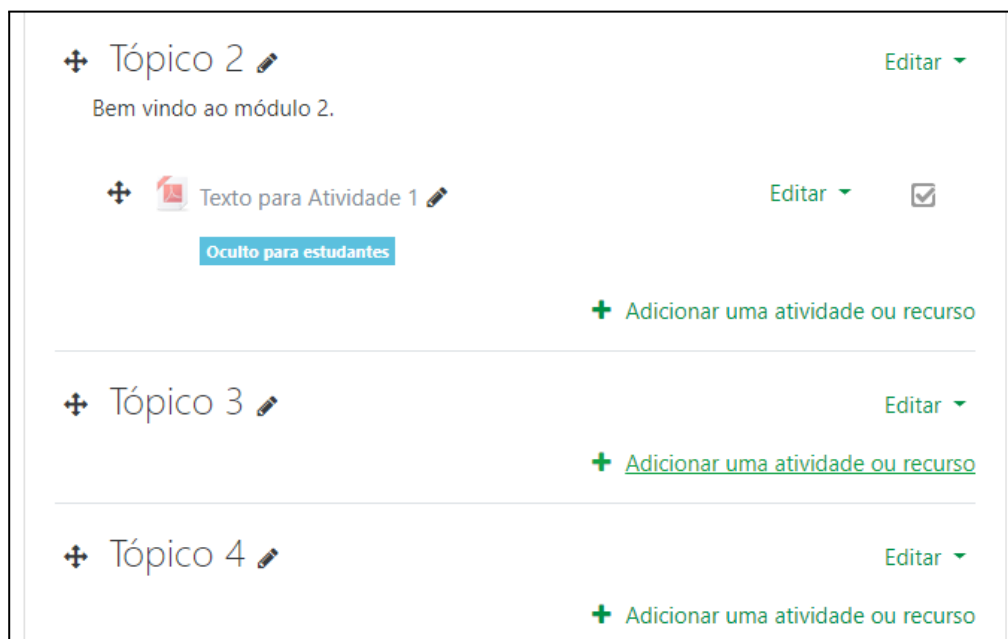 Tópico 2 Editar
Bem vindo ao módulo 2.
Texto para Atividade 1 Editar
Oculto para estudantes
Adicionar uma atividade ou recurso
Tópico 3 Editar
Adicionar uma atividade ou recurso
Tópico 4 Editar
Adicionar uma atividade ou recurso